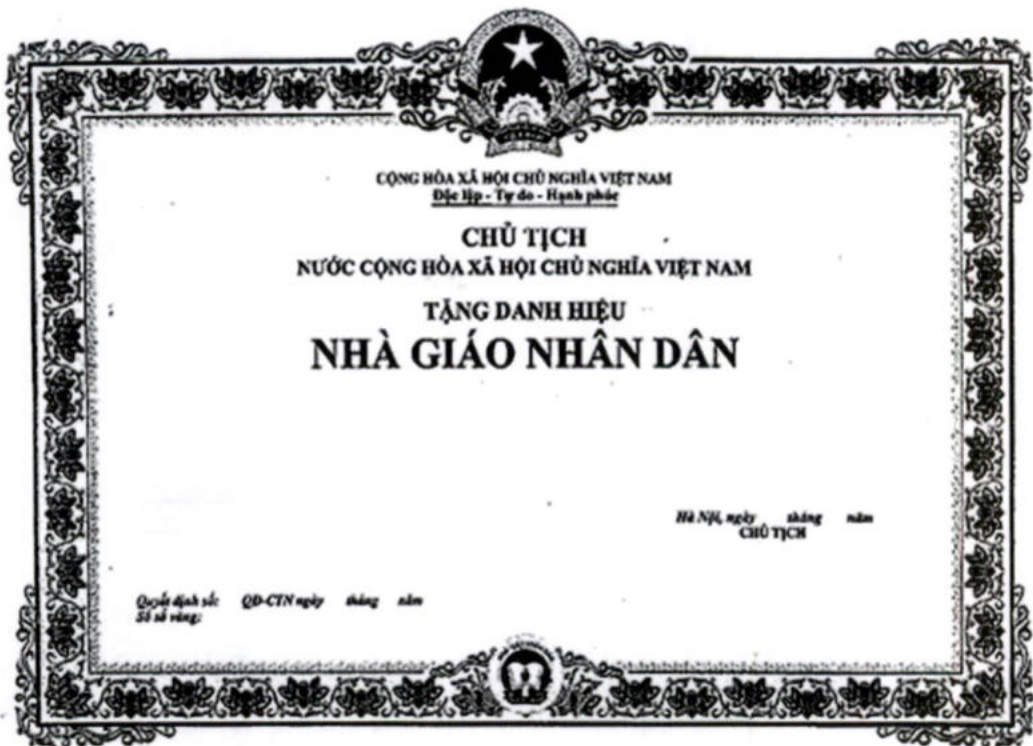 CỘNG HÒA XÃ HỘI CHỦ NGHĨA VIỆT NAM
Độc lập - Tự do - Hạnh phúc
CHỦ TỊCH
NƯỚC CỘNG HÒA XÃ HỘI CHỦ NGHĨA VIỆT NAM
TẶNG DANH HIỆU
NHÀ GIÁO NHÂN DÂN
Hà Nội, ngày tháng năm
CHỦ TỊCH
Quyết định số: QĐ-CTN ngày tháng năm
Số sổ vàng: